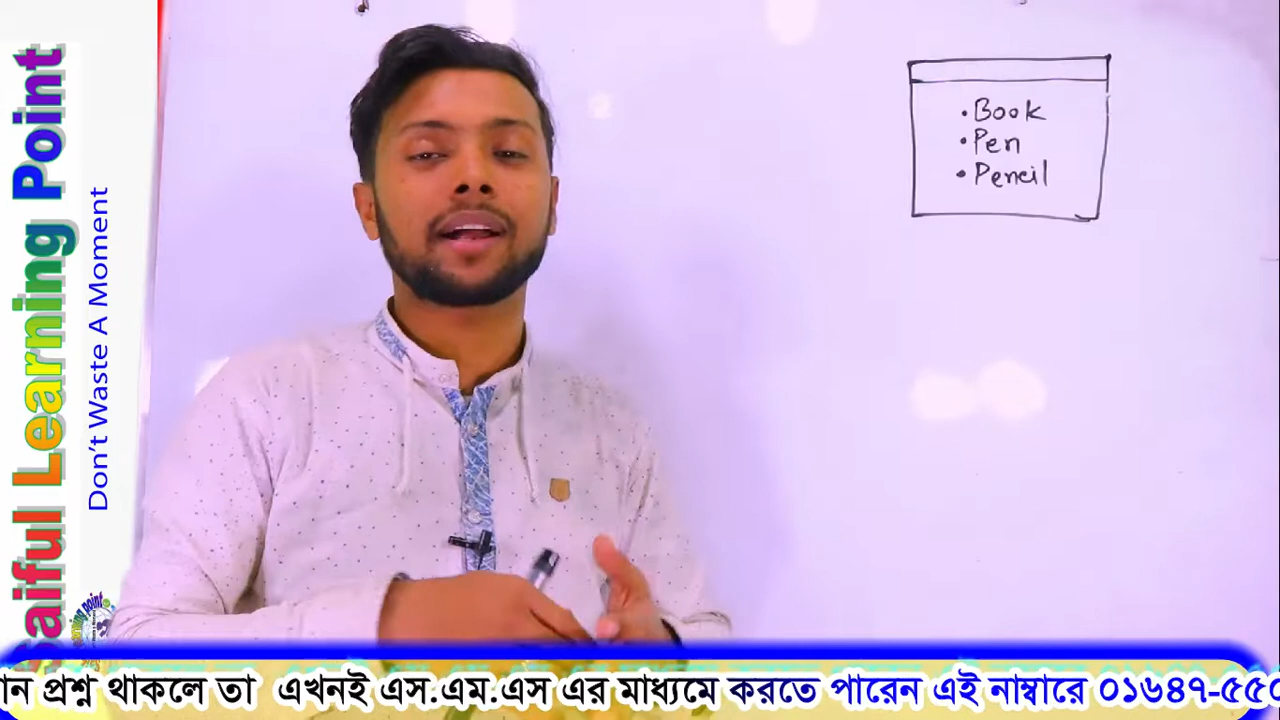 Saiful Learning Point
Don't Waste A Moment
• Book
• Pen
• Pencil
প্রশ্ন থাকলে তা এখনই এস.এম.এস এর মাধ্যমে করতে পারেন এই নাম্বারে ০১৬৪৭-৫৫